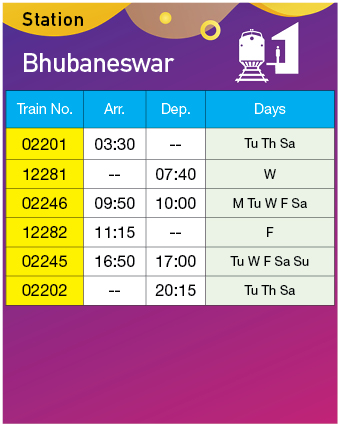 Station
Bhubaneswar
Train No. Arr. Dep. Days
02201 03:30 -- Tu Th Sa
12281 -- 07:40 W
02246 09:50 10:00 M Tu W F Sa
12282 11:15 -- F
02245 16:50 17:00 Tu W F Sa Su
02202 -- 20:15 Tu Th Sa